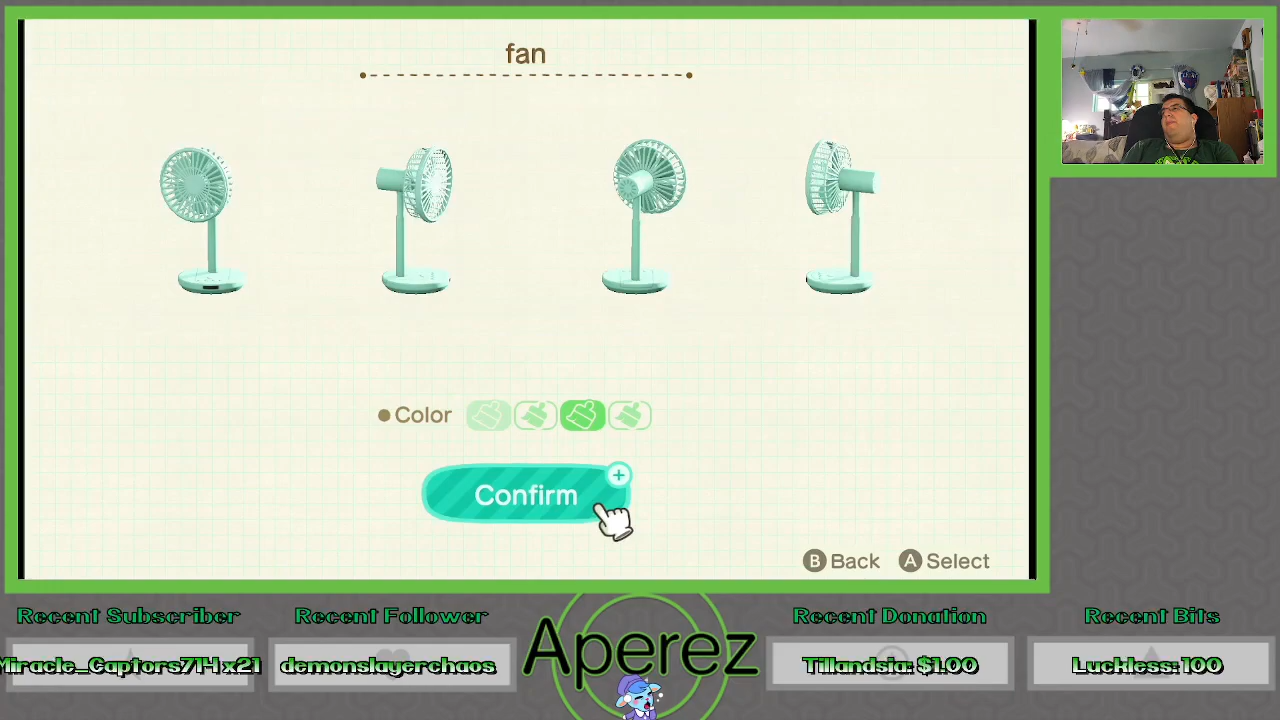 fan
Color
Confirm
+
B Back A Select
Recent Subscriber
Recent Follower
Recent Donation
Recent Bits
Miracle_Captors714 x21
demonslayerchaos
Aperez
Tillandsia: $1.00
Luckless: 100